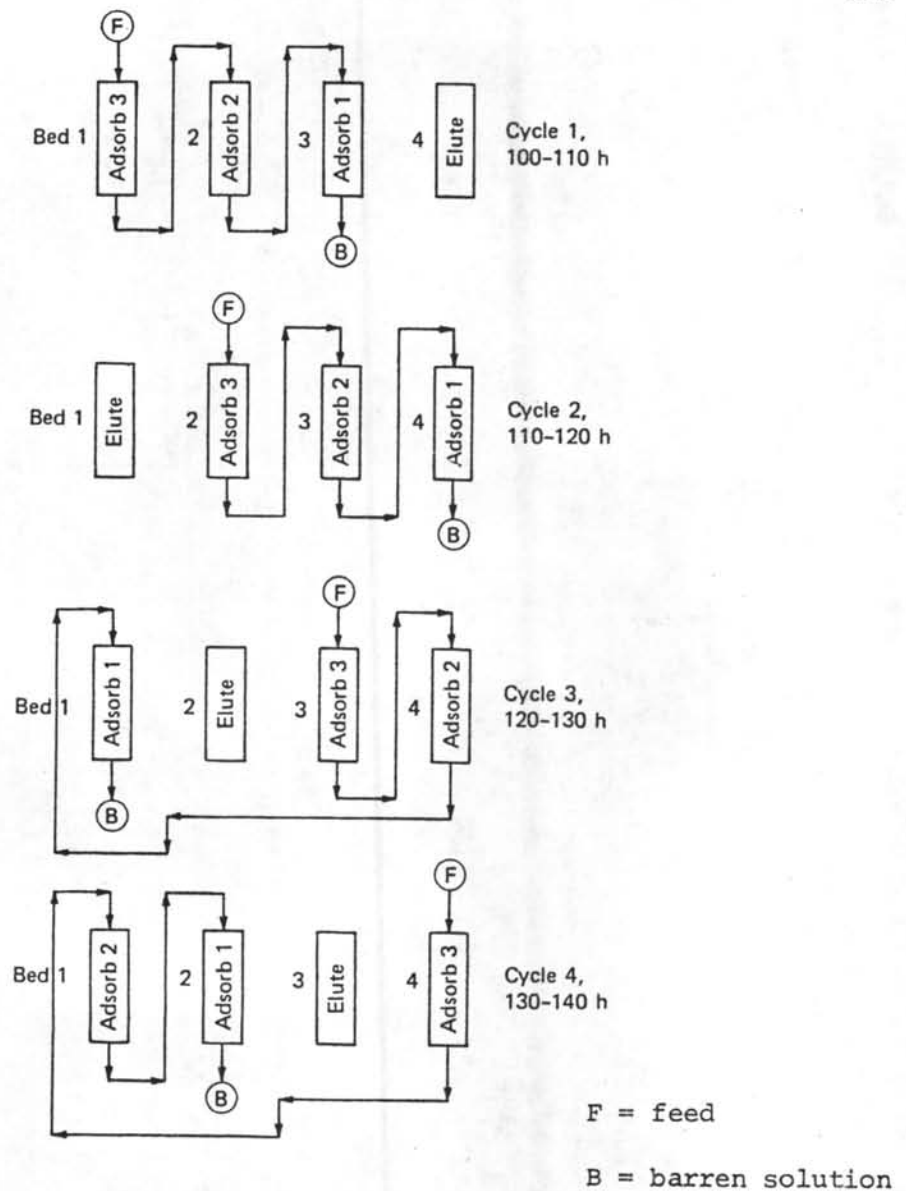 F
Bed 1
Adsorb 3
2
Adsorb 2
3
Adsorb 1
4
Elute
Cycle 1,
100–110 h
B
F
Bed 1
Elute
2
Adsorb 3
3
Adsorb 2
4
Adsorb 1
Cycle 2,
110–120 h
B
F
Bed 1
Adsorb 1
2
Elute
3
Adsorb 3
4
Adsorb 2
Cycle 3,
120–130 h
B
F
Bed 1
Adsorb 2
2
Adsorb 1
3
Elute
4
Adsorb 3
Cycle 4,
130–140 h
B
F = feed
B = barren solution